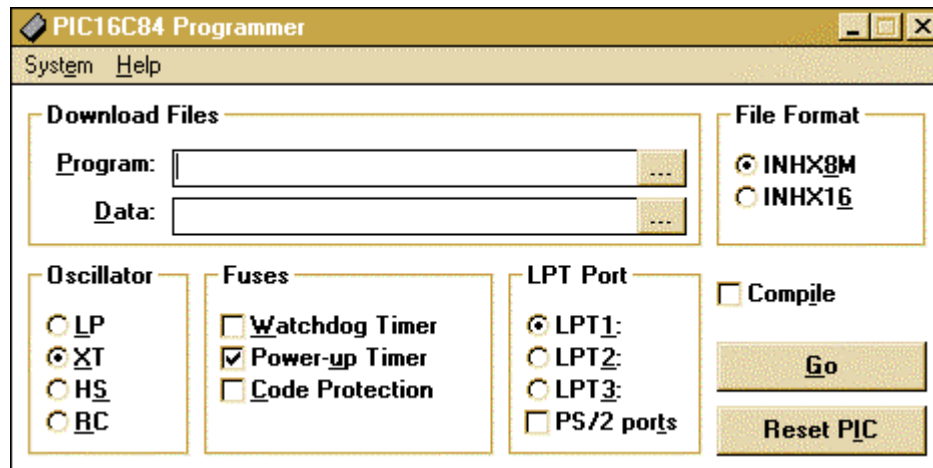 PIC16C84 Programmer
System Help
Download Files
Program:
...
Data:
...
File Format
INHX8M
INHX16
Oscillator
LP
XT
HS
RC
Fuses
Watchdog Timer
Power-up Timer
Code Protection
LPT Port
LPT1:
LPT2:
LPT3:
PS/2 ports
Compile
Go
Reset PIC